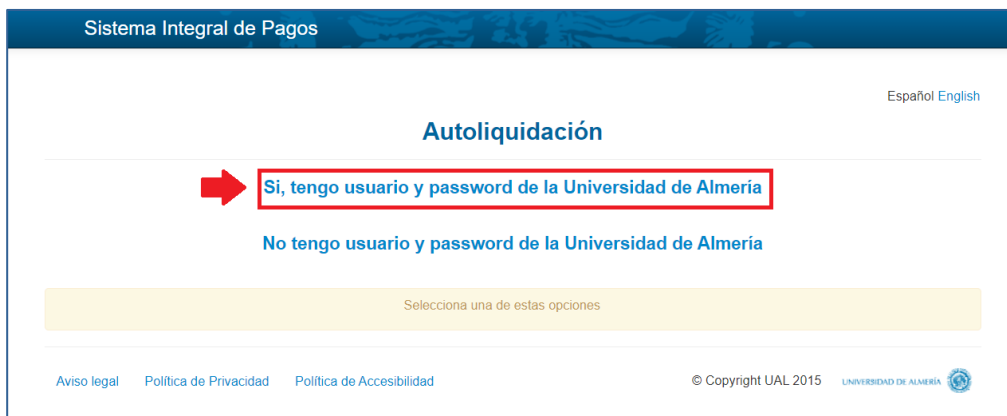 Sistema Integral de Pagos
Español English
Autoliquidación
Si, tengo usuario y password de la Universidad de Almería
No tengo usuario y password de la Universidad de Almería
Selecciona una de estas opciones
Aviso legal Política de Privacidad Política de Accesibilidad © Copyright UAL 2015 UNIVERSIDAD DE ALMERÍA